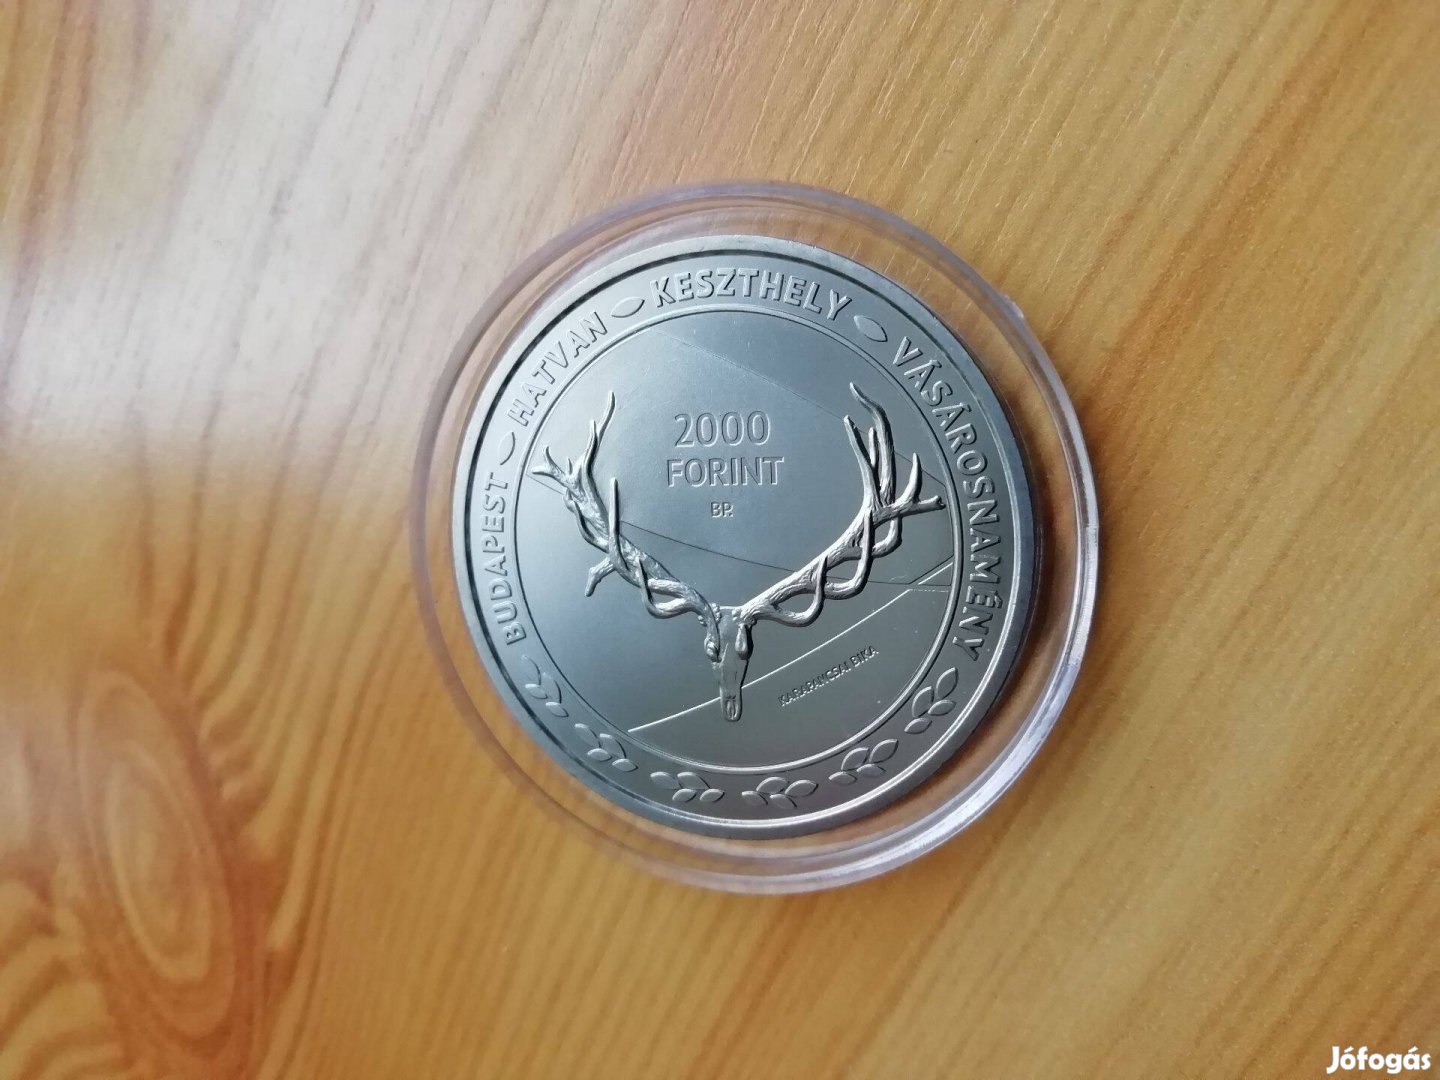 BUDAPEST HATVAN KESZTHELY VÁSÁROSNAMÉNY
2000
FORINT
BP.
KARAPANCSAI BIKA
Jófogás